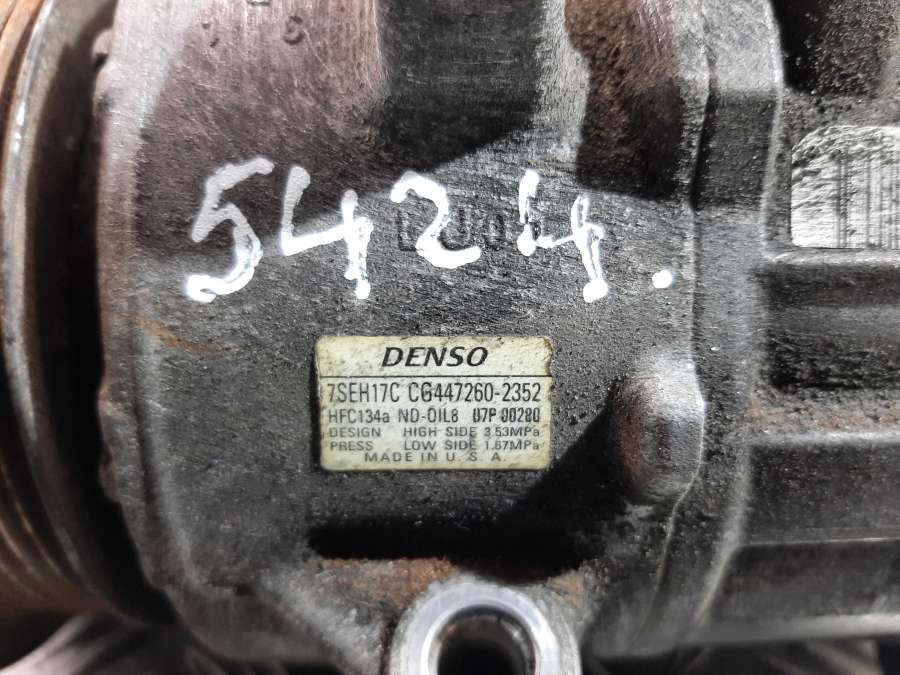 5424.
DENSO
7SEH17C CG447260-2352
HFC134a ND-OIL8 07P 00280
DESIGN HIGH SIDE 3.53MPa
PRESS LOW SIDE 1.67MPa
MADE IN U.S.A.